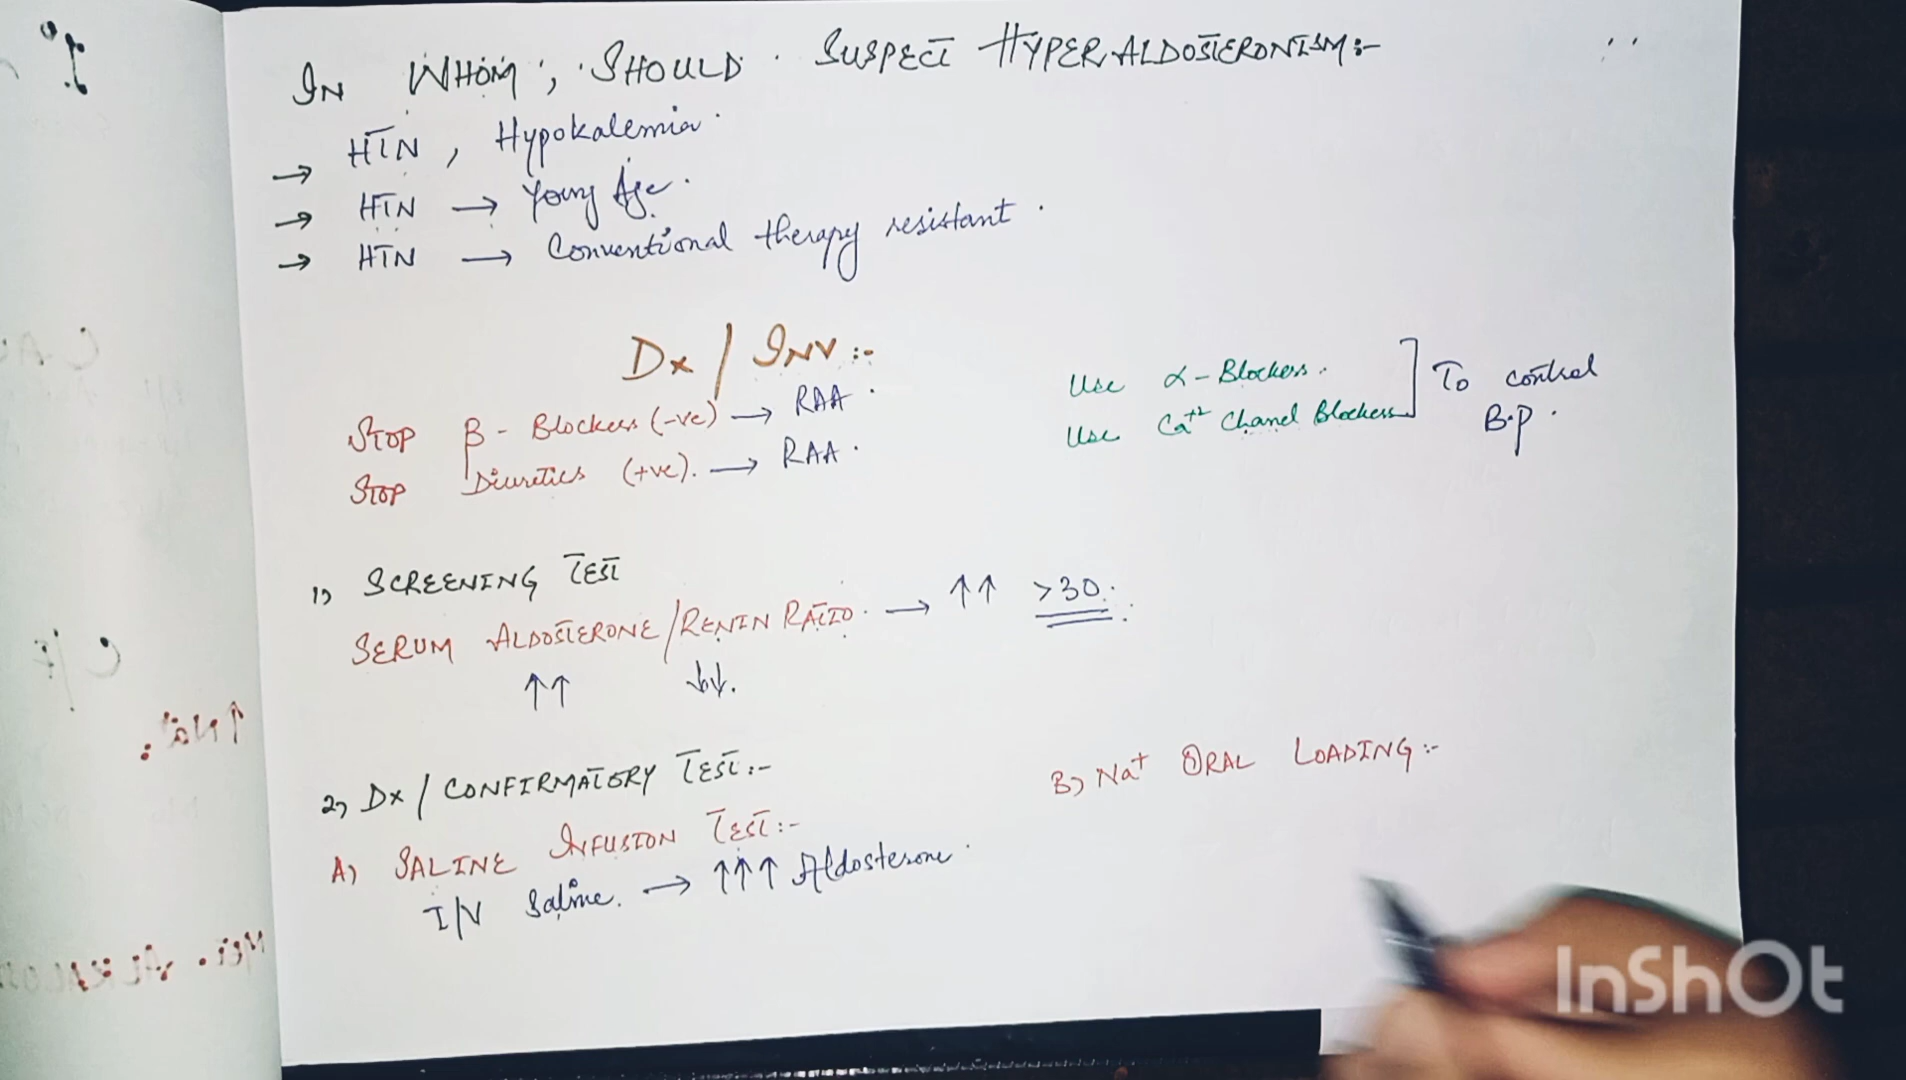 IN WHOM, SHOULD SUSPECT HYPERALDOSTERONISM:-
→ HTN, Hypokalemia.
→ HTN → Young Age.
→ HTN → Conventional therapy resistant.
Dx / INV:-
STOP β - Blockers (-ve) → RAA.
STOP Diuretics (+ve). → RAA.
Use α - Blockers.
Use Ca+2 Chanel Blockers
] To control B.p.
1) SCREENING TEST
SERUM ALDOSTERONE/RENIN RATIO. → ↑↑ >30.
↑↑ ↓↓.
2) Dx / CONFIRMATORY TEST:-
A) SALINE INFUSION TEST:-
I/V Saline. → ↑↑↑ Aldosterone.
B) Na+ ORAL LOADING:-
InShOt